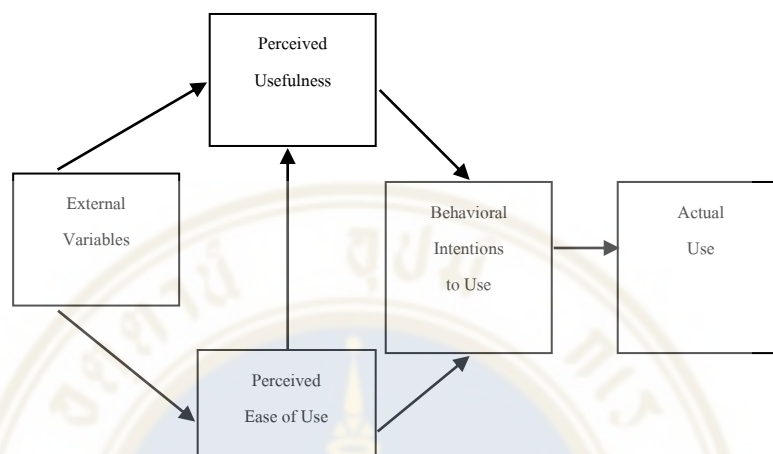 Perceived
Usefulness
External
Variables
Behavioral
Intentions
to Use
Actual
Use
Perceived
Ease of Use